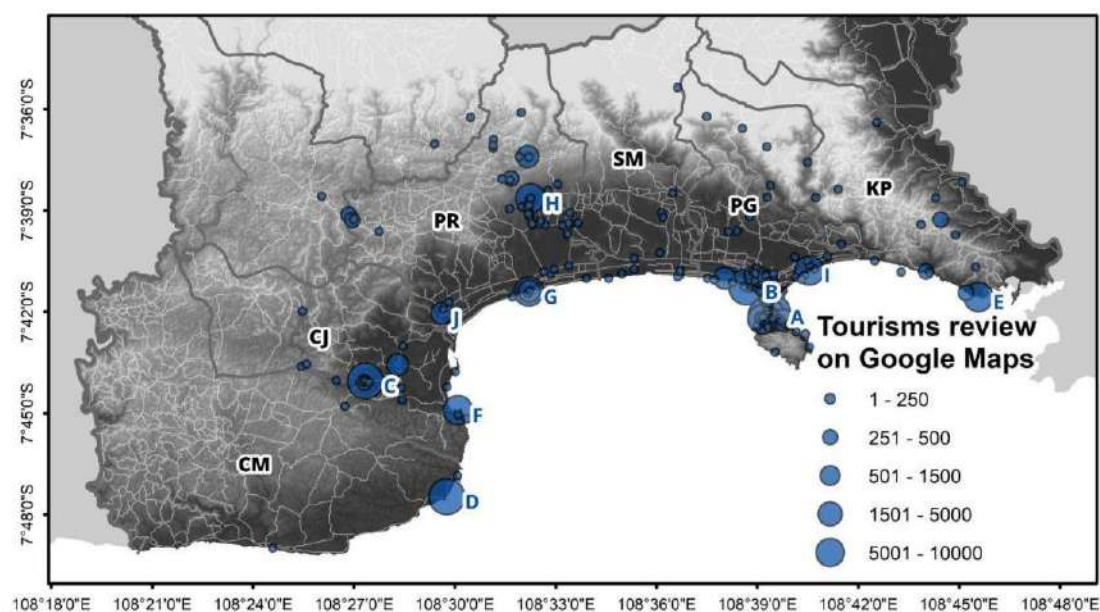 7°36'0"S
7°39'0"S
7°42'0"S
7°45'0"S
7°48'0"S
SM
KP
PG
H
PR
I
B
G
E
A
J
CJ
C
F
CM
D
Tourisms review
on Google Maps
1 - 250
251 - 500
501 - 1500
1501 - 5000
5001 - 10000
108°18'0"E 108°21'0"E 108°24'0"E 108°27'0"E 108°30'0"E 108°33'0"E 108°36'0"E 108°39'0"E 108°42'0"E 108°45'0"E 108°48'0"E